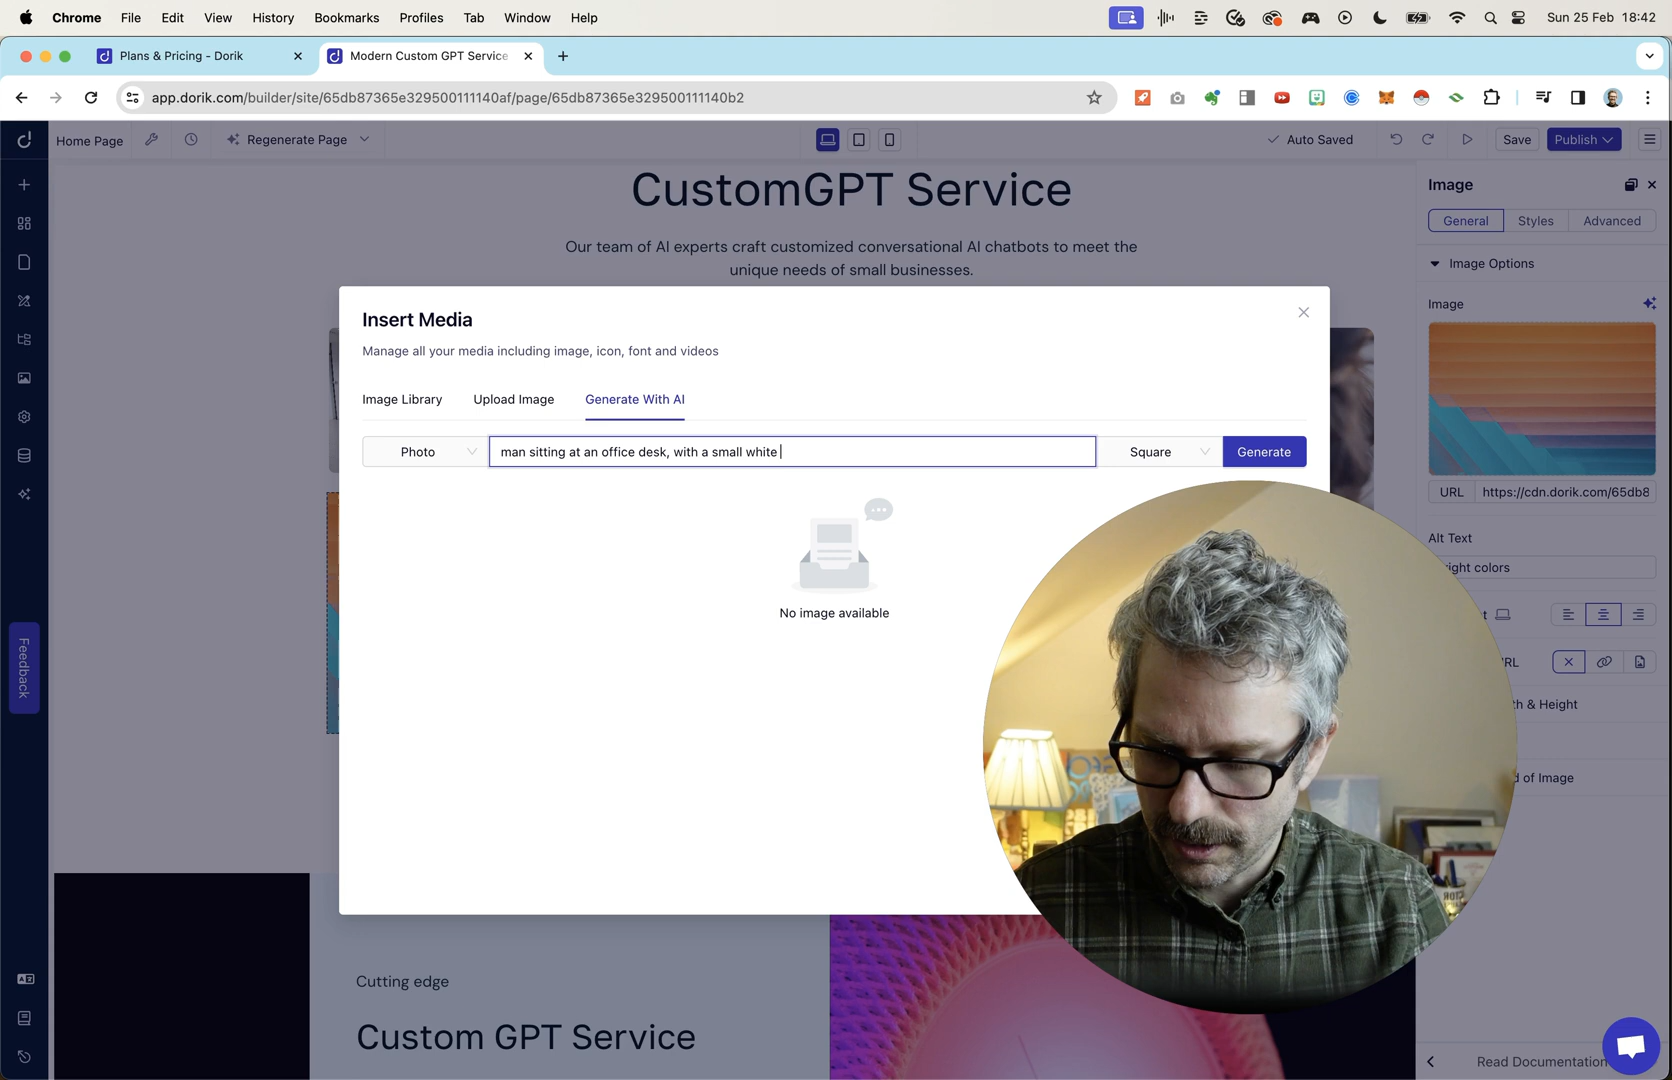 Chrome File Edit View History Bookmarks Profiles Tab Window Help
Sun 25 Feb 18:42
Plans & Pricing - Dorik
Modern Custom GPT Service
app.dorik.com/builder/site/65db87365e329500111140af/page/65db87365e329500111140b2
Home Page
Regenerate Page
Auto Saved
Save
Publish
CustomGPT Service
Our team of AI experts craft customized conversational AI chatbots to meet the
unique needs of small businesses.
Image
General
Styles
Advanced
Image Options
Image
URL
https://cdn.dorik.com/65db8
Alt Text
ight colors
RL
th & Height
d of Image
Read Documentation
Insert Media
Manage all your media including image, icon, font and videos
Image Library
Upload Image
Generate With AI
Photo
man sitting at an office desk, with a small white
Square
Generate
No image available
Feedback
Cutting edge
Custom GPT Service